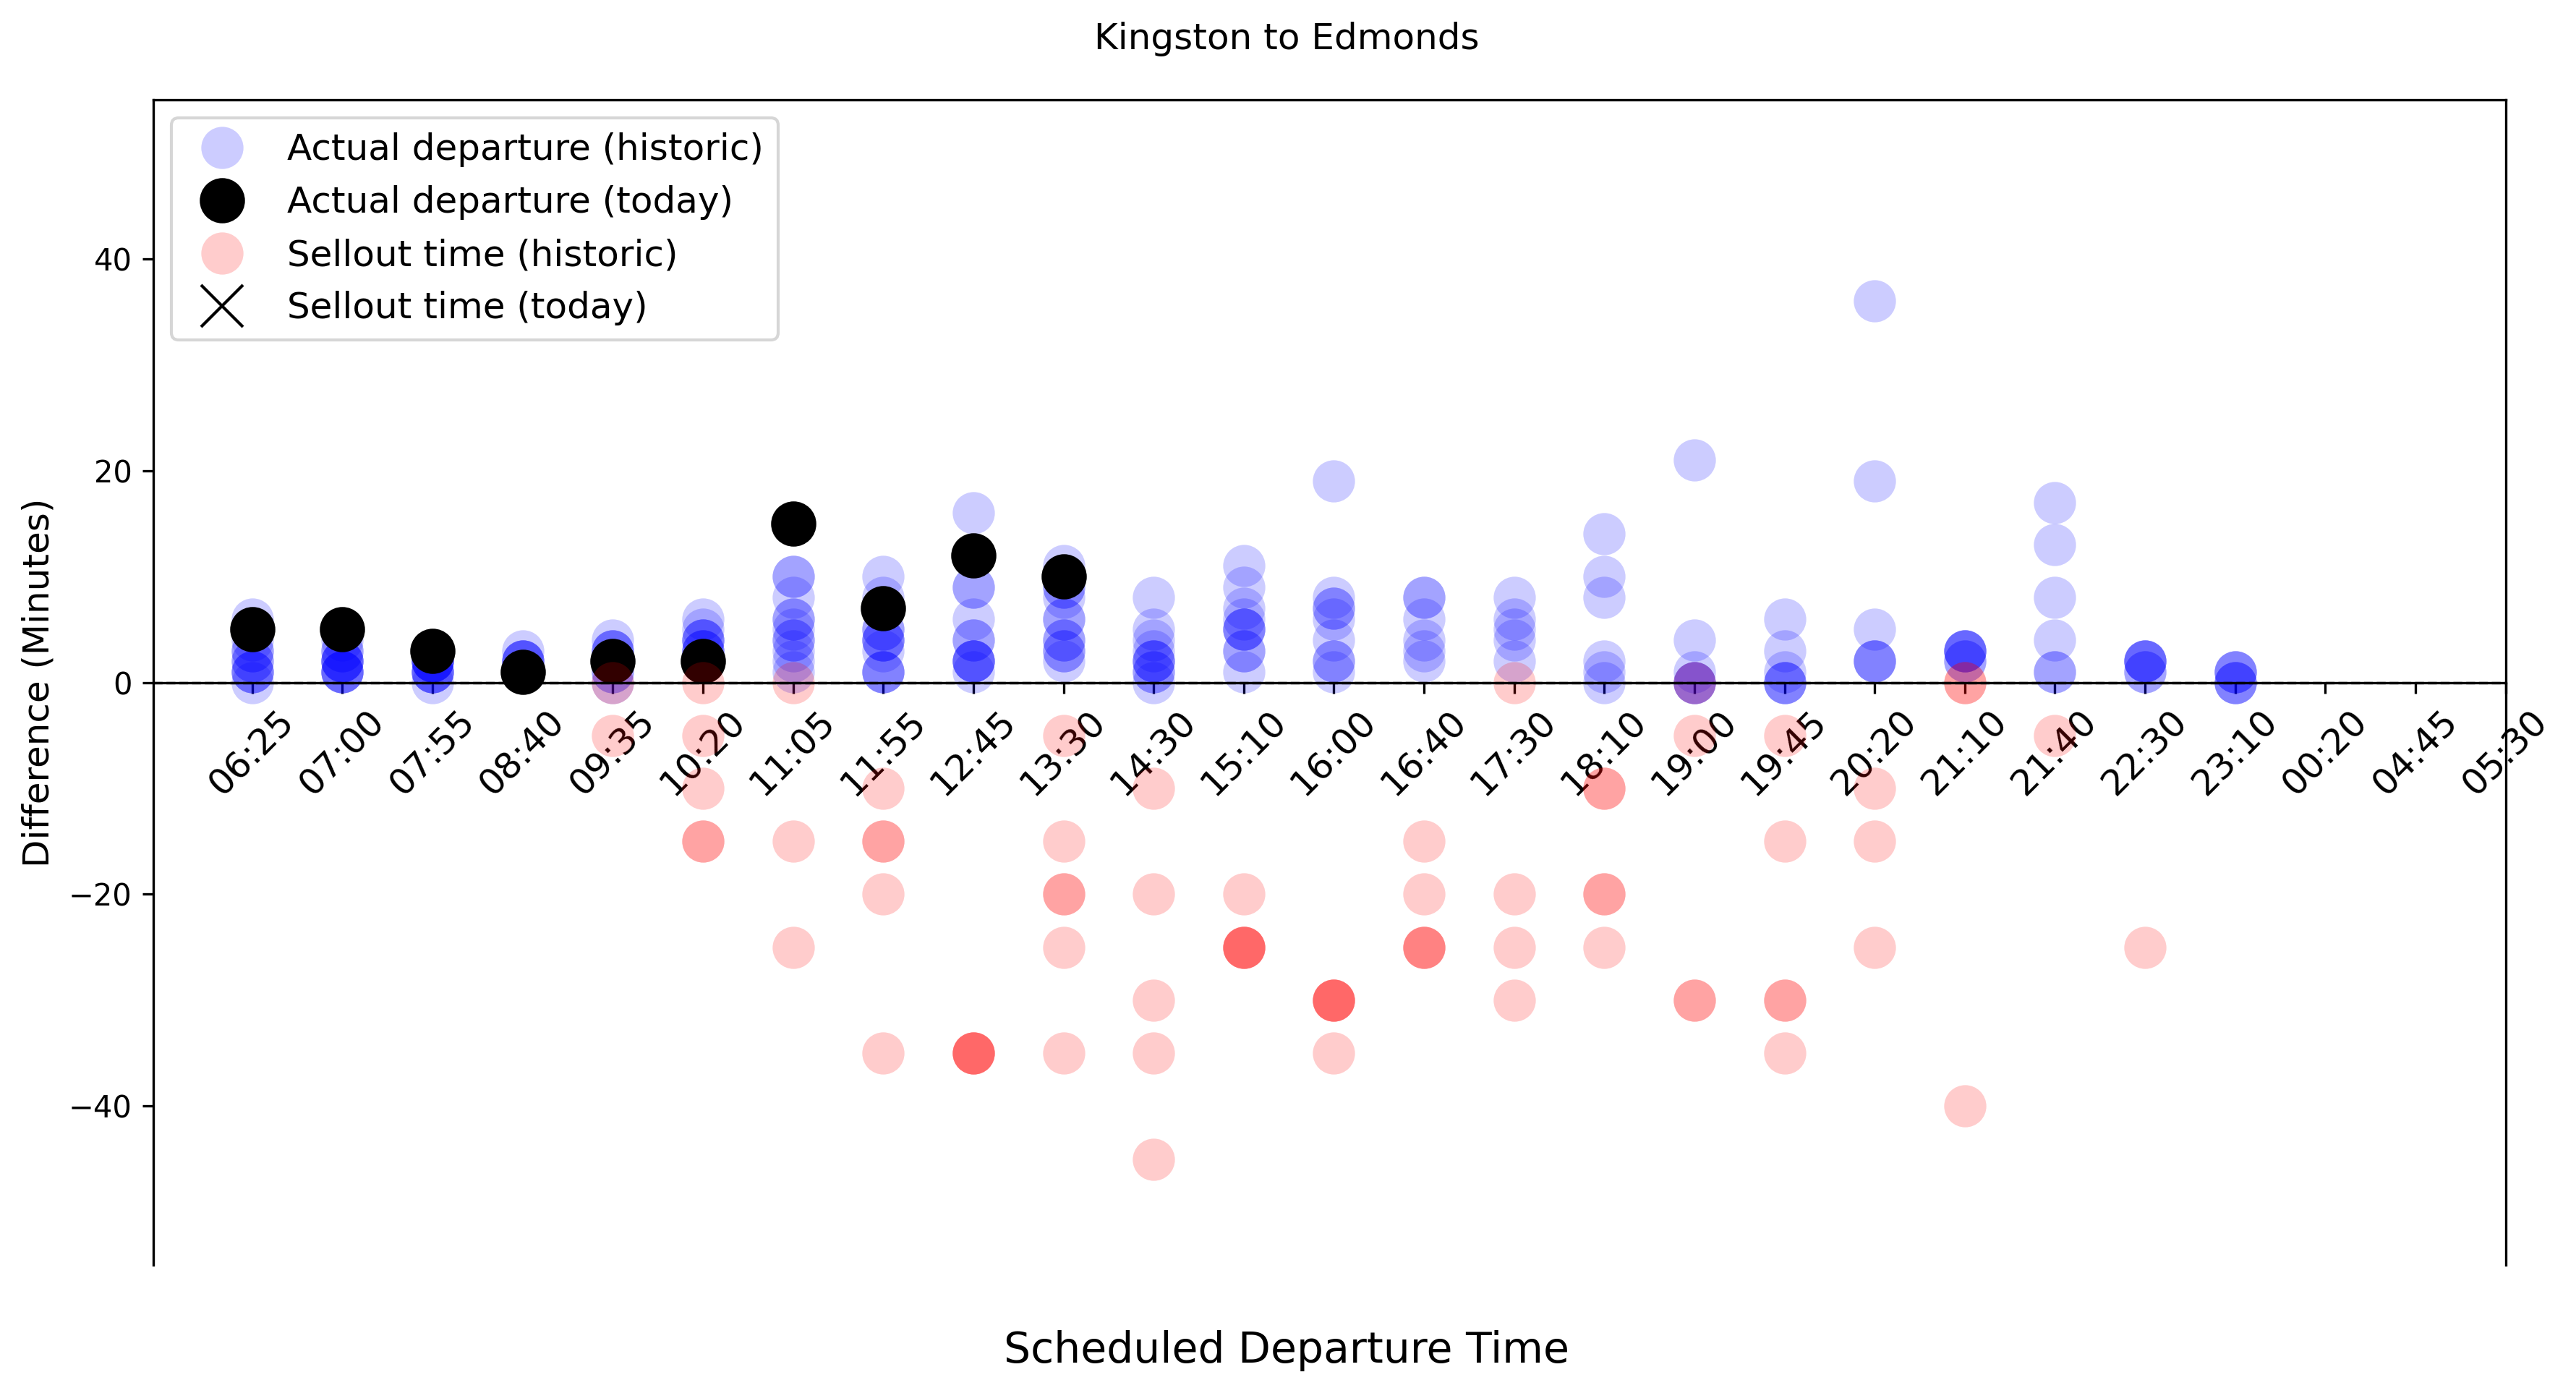 Kingston to Edmonds
Actual departure (historic)
Actual departure (today)
Sellout time (historic)
Sellout time (today)
Difference (Minutes)
40
20
0
−20
−40
06:25 07:00 07:55 08:40 09:35 10:20 11:05 11:55 12:45 13:30 14:30 15:10 16:00 16:40 17:30 18:10 19:00 19:45 20:20 21:10 21:40 22:30 23:10 00:20 04:45 05:30
Scheduled Departure Time